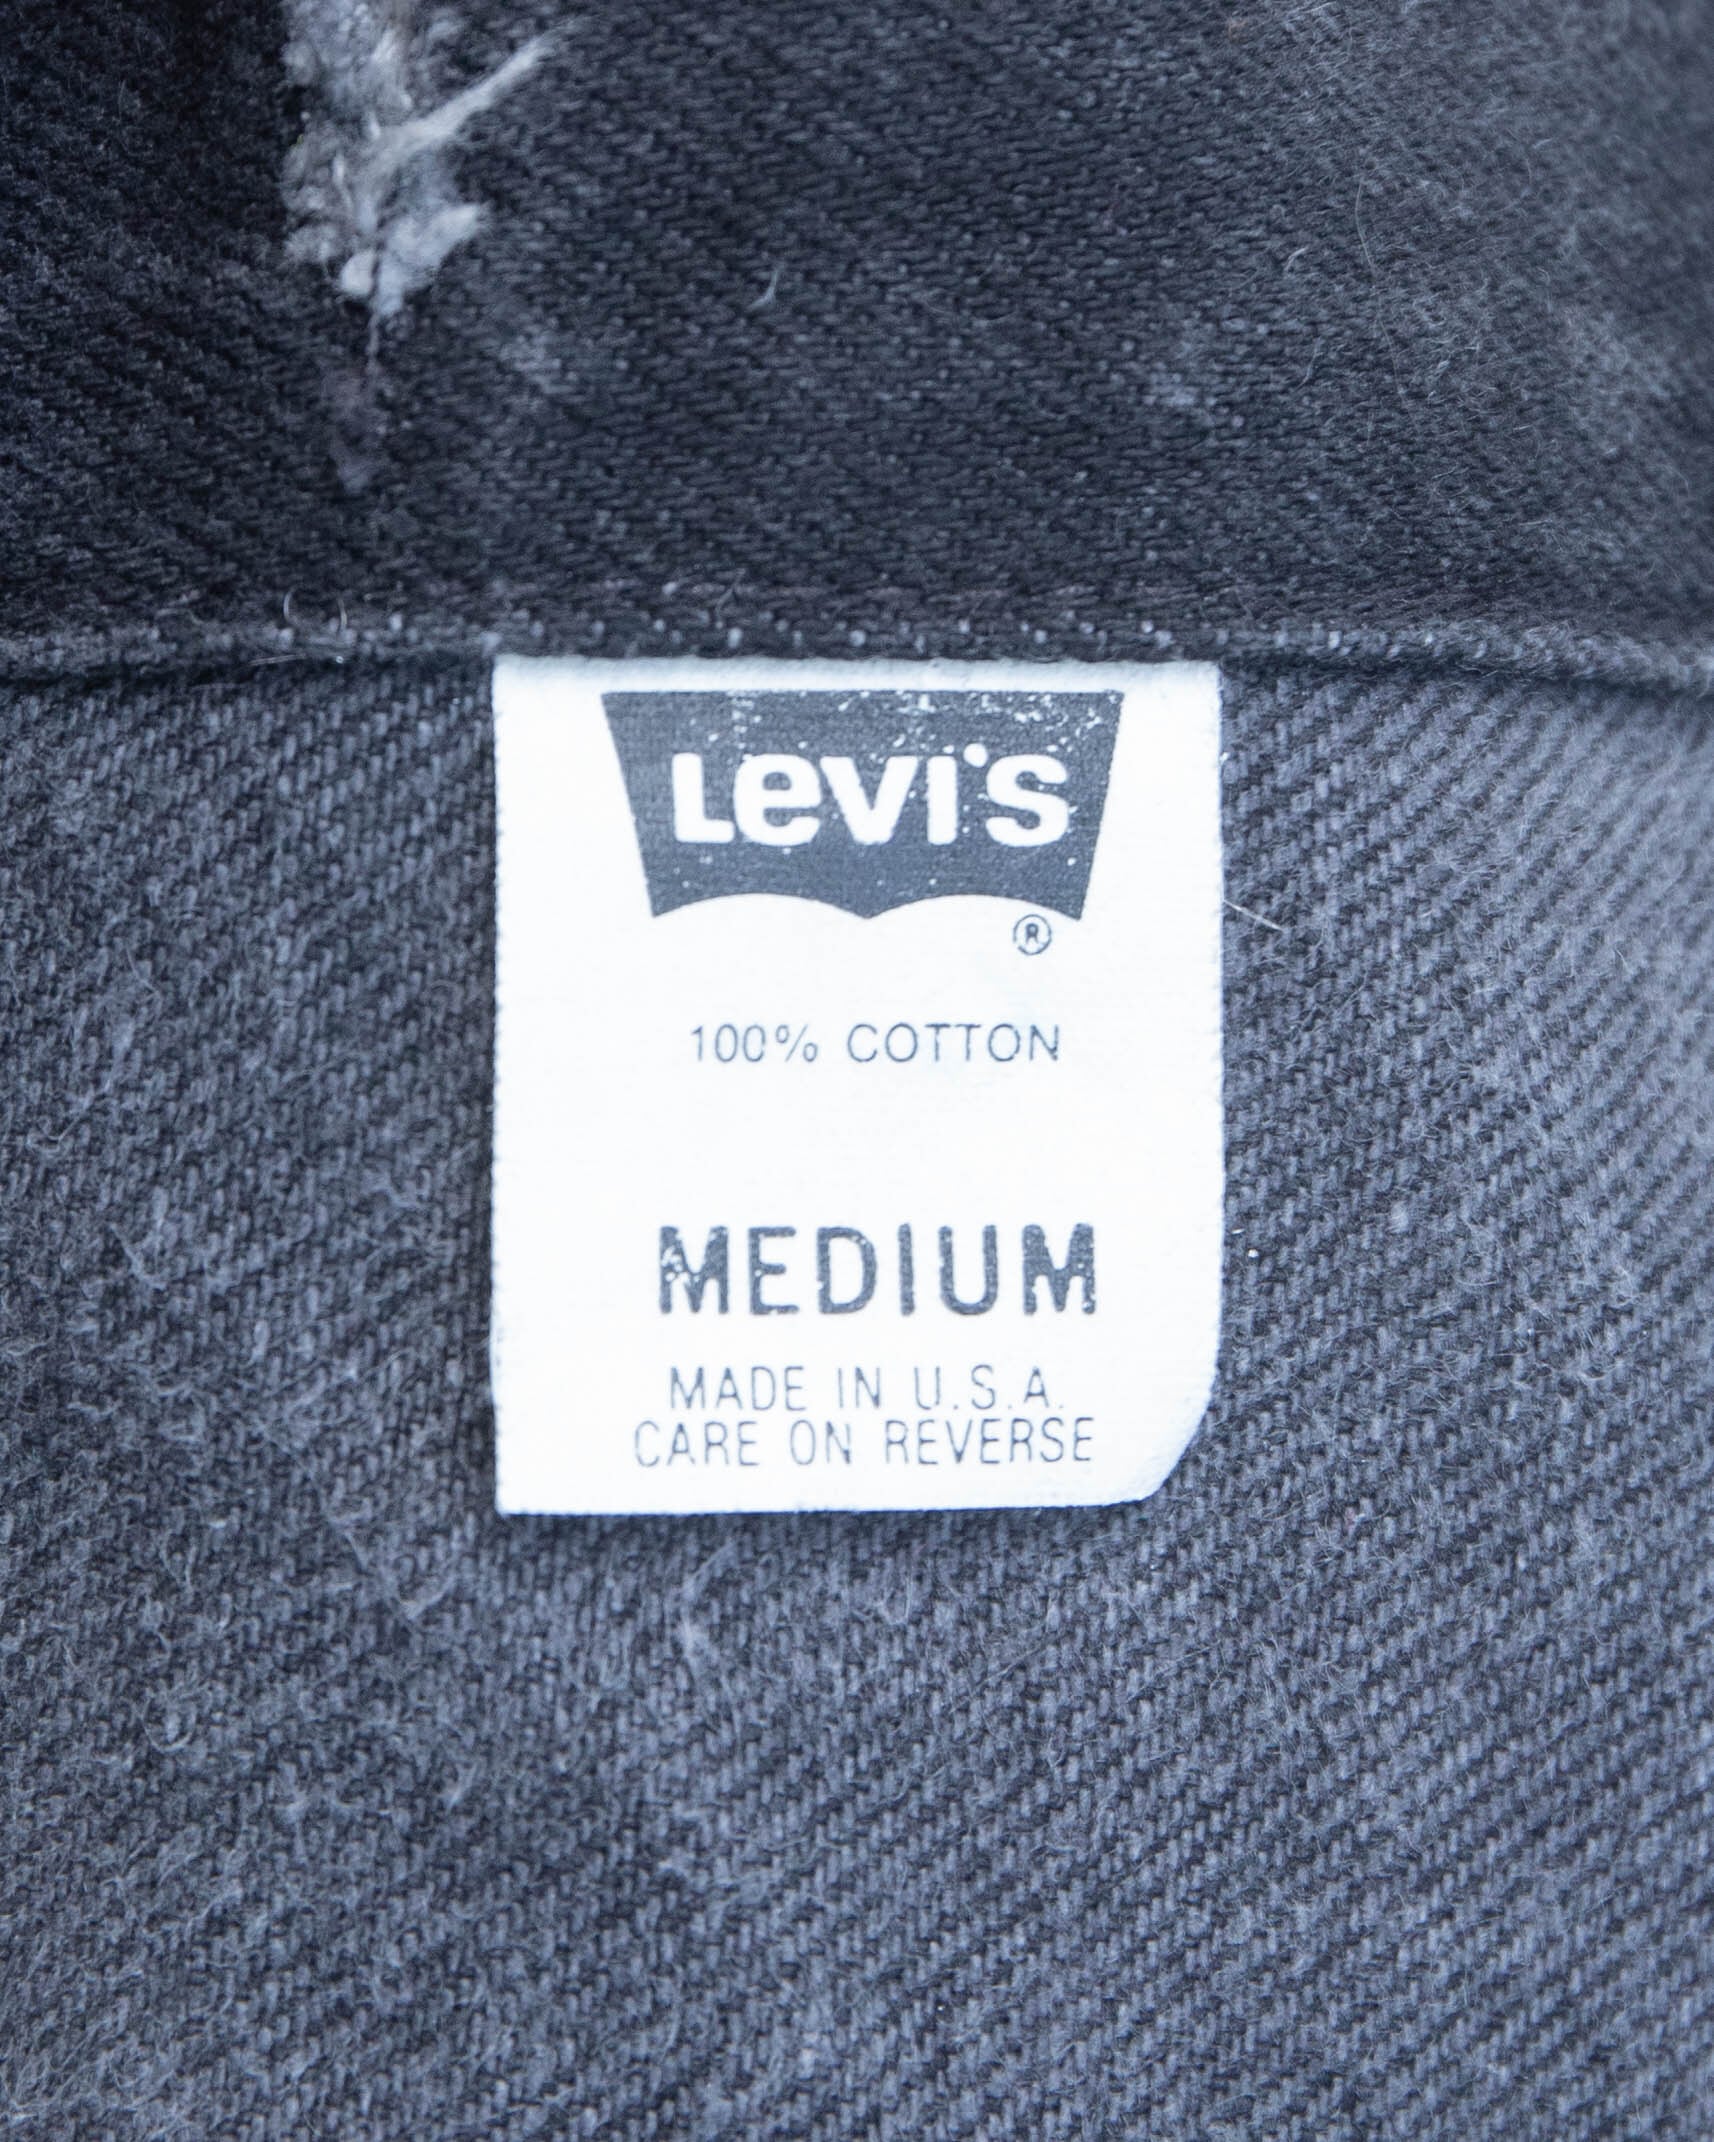 Levi's
®
100% COTTON
MEDIUM
MADE IN U.S.A.
CARE ON REVERSE